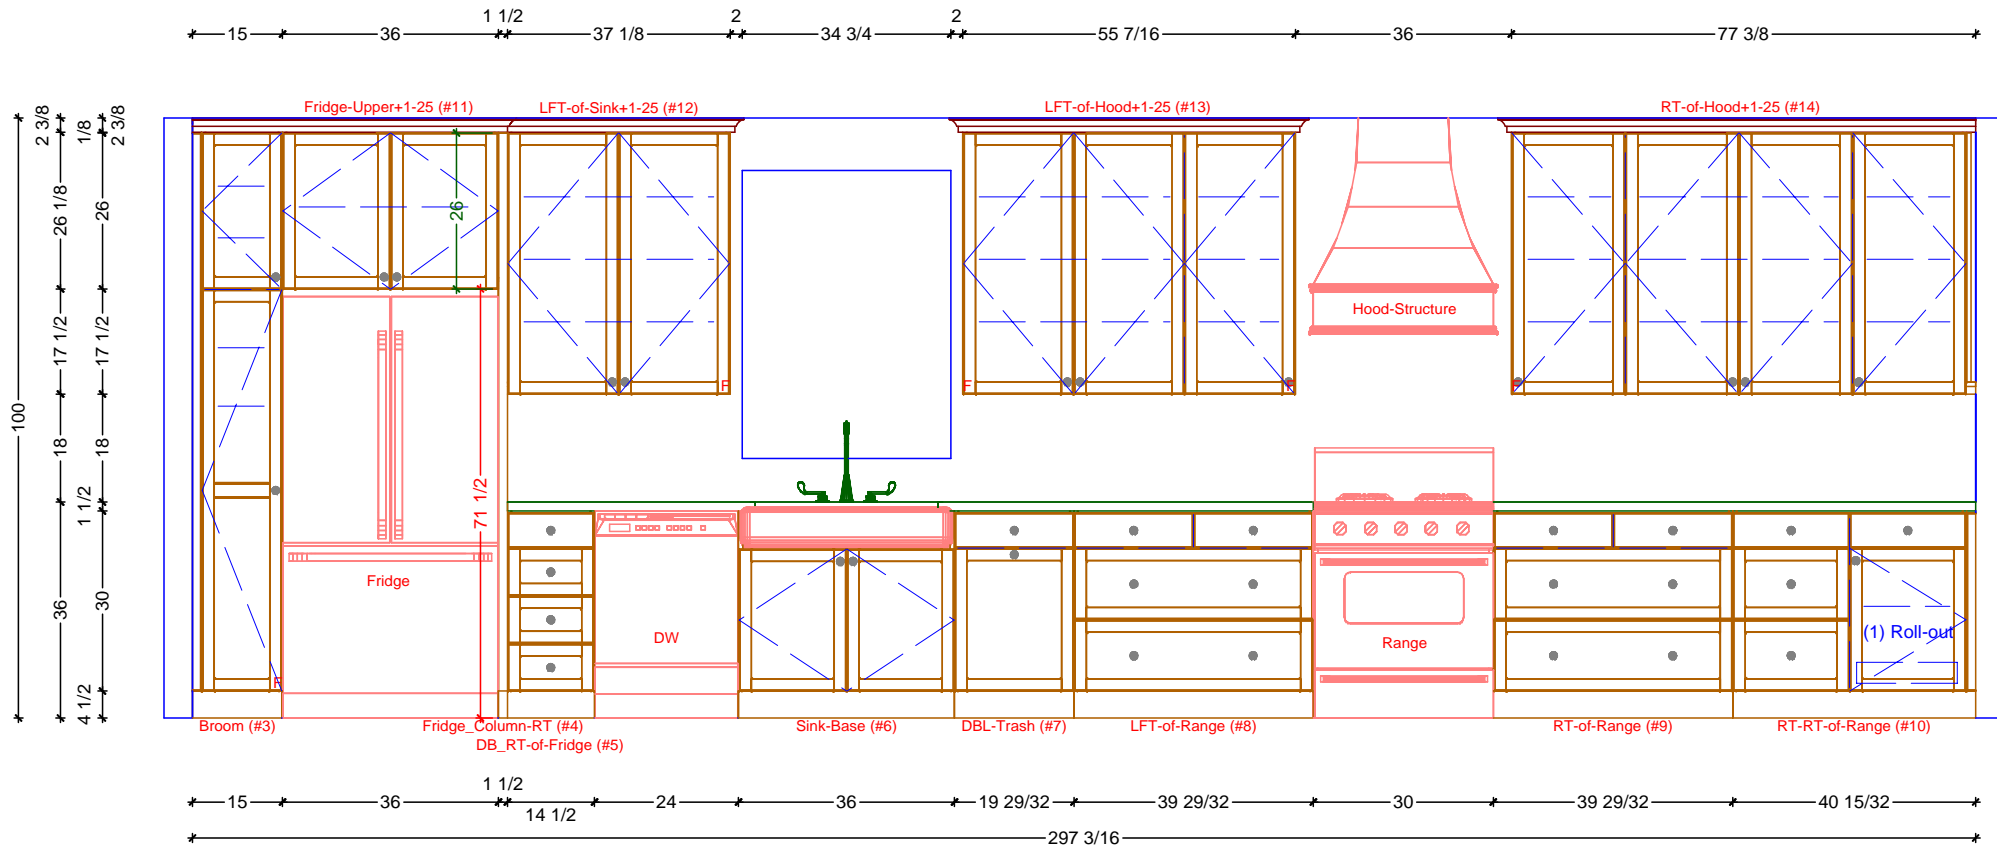 1 1/2 2 2
15 36 37 1/8 34 3/4 55 7/16 36 77 3/8
Fridge-Upper+1-25 (#11) LFT-of-Sink+1-25 (#12) LFT-of-Hood+1-25 (#13) RT-of-Hood+1-25 (#14)
100
2 3/8
26 1/8
17 1/2
18
36
1/8
2 3/8
26
17 1/2
18
1 1/2
30
4 1/2
26
71 1/2
Hood-Structure
F F F F
Fridge
DW
Range
(1) Roll-out
F
Broom (#3) Fridge_Column-RT (#4) Sink-Base (#6) DBL-Trash (#7) LFT-of-Range (#8) RT-of-Range (#9) RT-RT-of-Range (#10)
DB_RT-of-Fridge (#5)
1 1/2
15 36 24 36 19 29/32 39 29/32 30 39 29/32 40 15/32
14 1/2
297 3/16